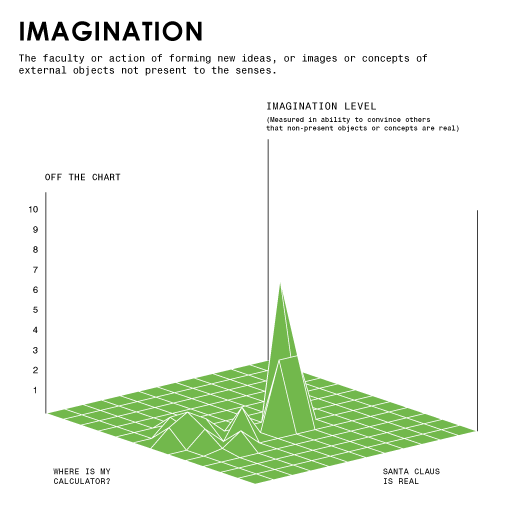 IMAGINATION
The faculty or action of forming new ideas, or images or concepts of
external objects not present to the senses.
IMAGINATION LEVEL
(Measured in ability to convince others
that non-present objects or concepts are real)
OFF THE CHART
10
9
8
7
6
5
4
3
2
1
WHERE IS MY
CALCULATOR?
SANTA CLAUS
IS REAL